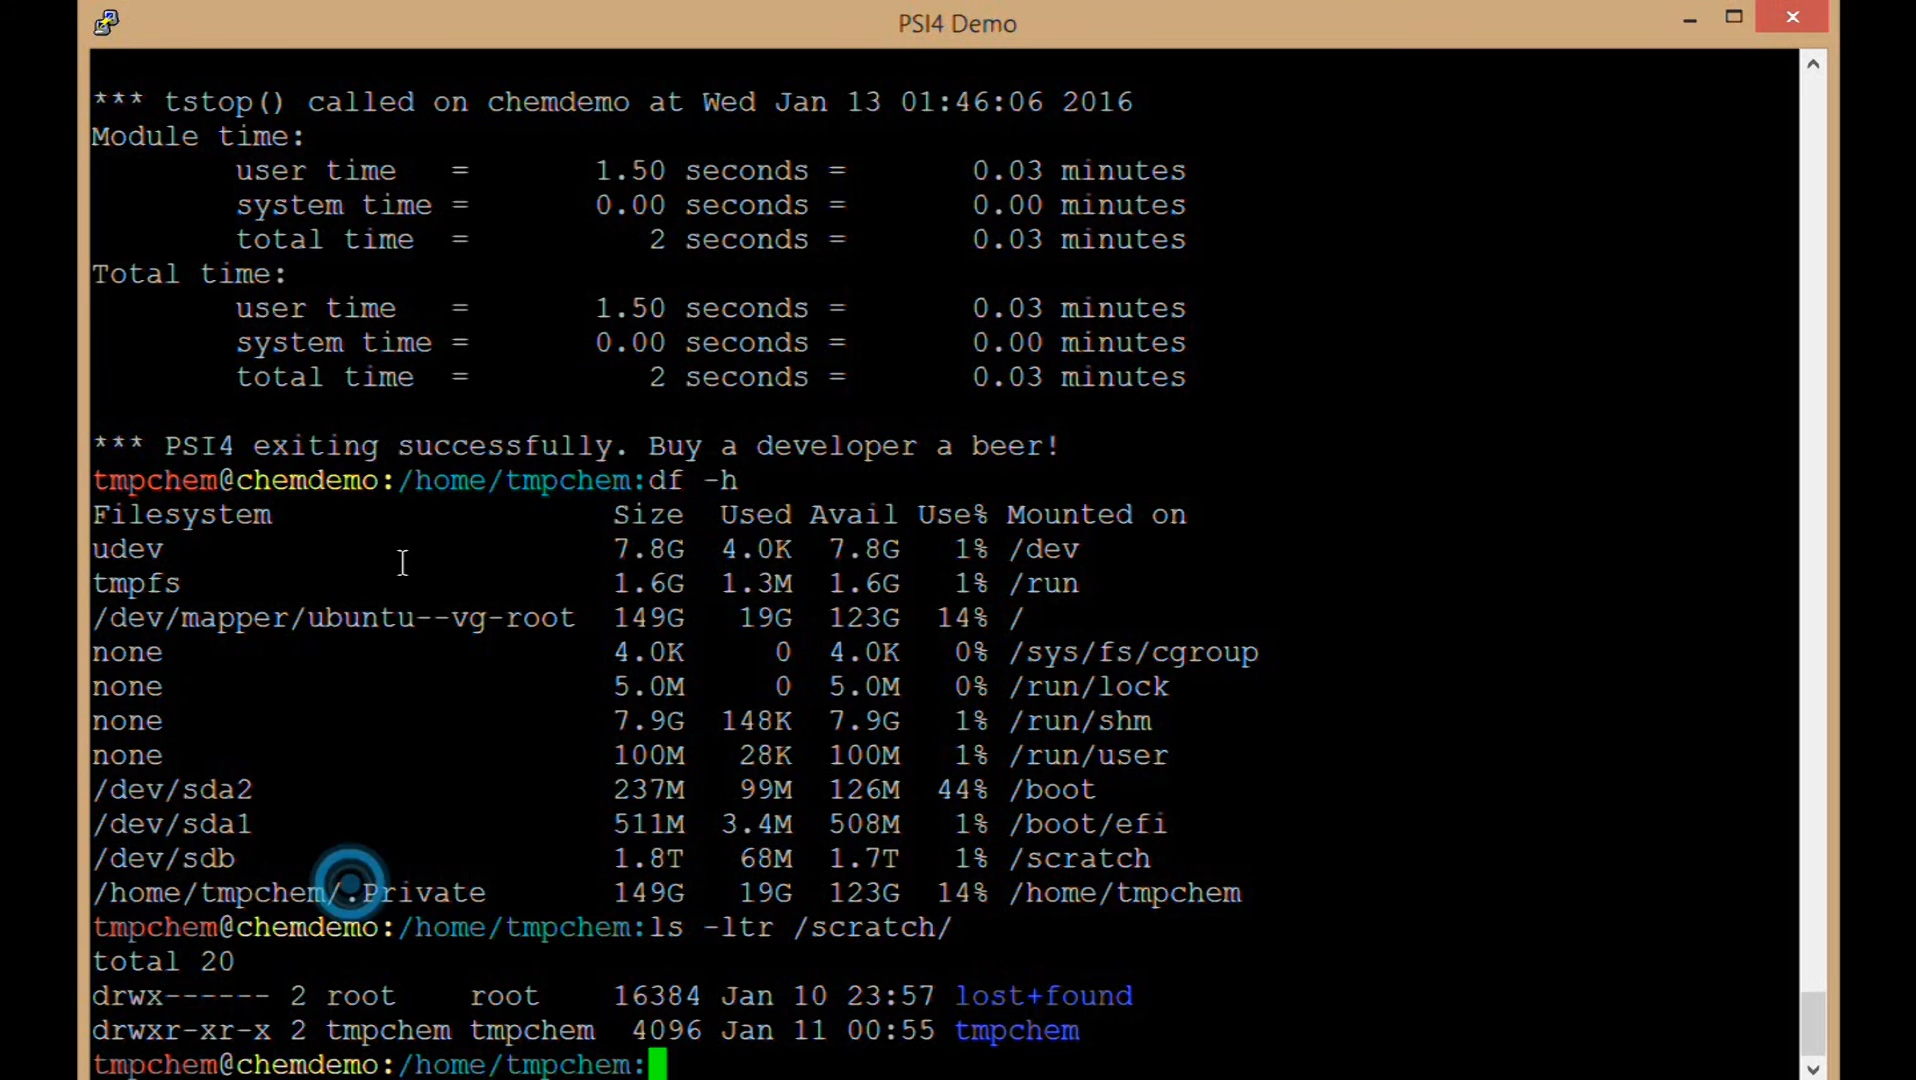 PSI4 Demo
*** tstop() called on chemdemo at Wed Jan 13 01:46:06 2016
Module time:
        user time   =       1.50 seconds =       0.03 minutes
        system time =       0.00 seconds =       0.00 minutes
        total time  =          2 seconds =       0.03 minutes
Total time:
        user time   =       1.50 seconds =       0.03 minutes
        system time =       0.00 seconds =       0.00 minutes
        total time  =          2 seconds =       0.03 minutes
*** PSI4 exiting successfully. Buy a developer a beer!
tmpchem@chemdemo:/home/tmpchem:df -h
Filesystem                   Size  Used Avail Use% Mounted on
udev                         7.8G  4.0K  7.8G   1% /dev
tmpfs                        1.6G  1.3M  1.6G   1% /run
/dev/mapper/ubuntu--vg-root  149G   19G  123G  14% /
none                         4.0K     0  4.0K   0% /sys/fs/cgroup
none                         5.0M     0  5.0M   0% /run/lock
none                         7.9G  148K  7.9G   1% /run/shm
none                         100M   28K  100M   1% /run/user
/dev/sda2                    237M   99M  126M  44% /boot
/dev/sda1                    511M  3.4M  508M   1% /boot/efi
/dev/sdb                     1.8T   68M  1.7T   1% /scratch
/home/tmpchem/.Private       149G   19G  123G  14% /home/tmpchem
tmpchem@chemdemo:/home/tmpchem:ls -ltr /scratch/
total 20
drwx------ 2 root    root    16384 Jan 10 23:57 lost+found
drwxr-xr-x 2 tmpchem tmpchem  4096 Jan 11 00:55 tmpchem
tmpchem@chemdemo:/home/tmpchem: